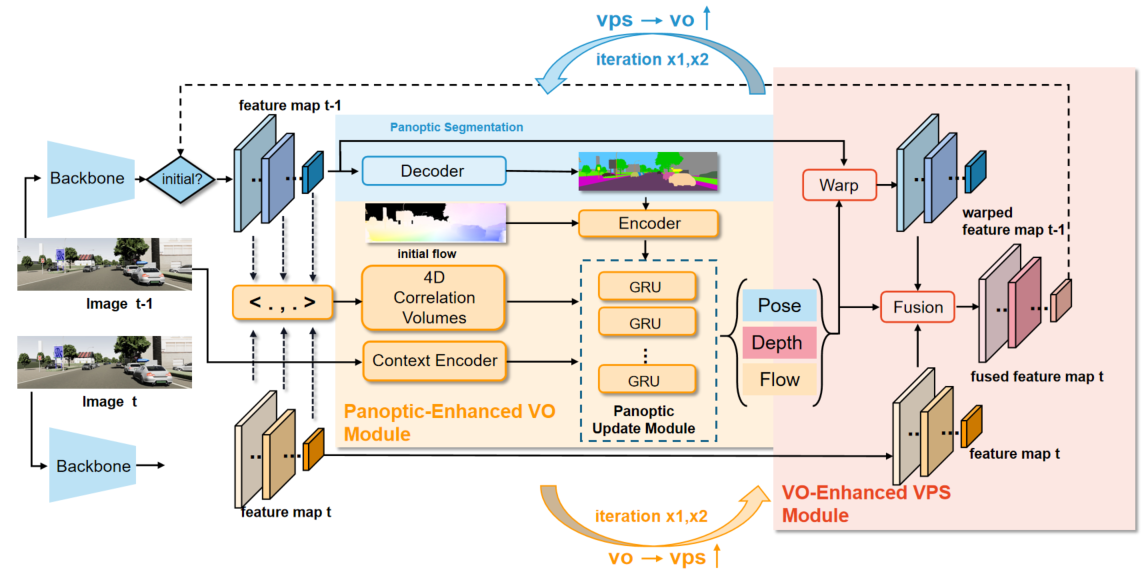 vps → vo ↑
iteration x1,x2
feature map t-1
Panoptic Segmentation
Backbone
initial?
Decoder
Warp
warped
feature map t-1
Encoder
initial flow
Image t-1
< . , . >
4D
Correlation
Volumes
GRU
GRU
⋮
GRU
Pose
Depth
Flow
Fusion
Context Encoder
Image t
fused feature map t
Panoptic-Enhanced VO
Module
Panoptic
Update Module
Backbone
feature map t
feature map t
VO-Enhanced VPS
Module
iteration x1,x2
vo → vps ↑